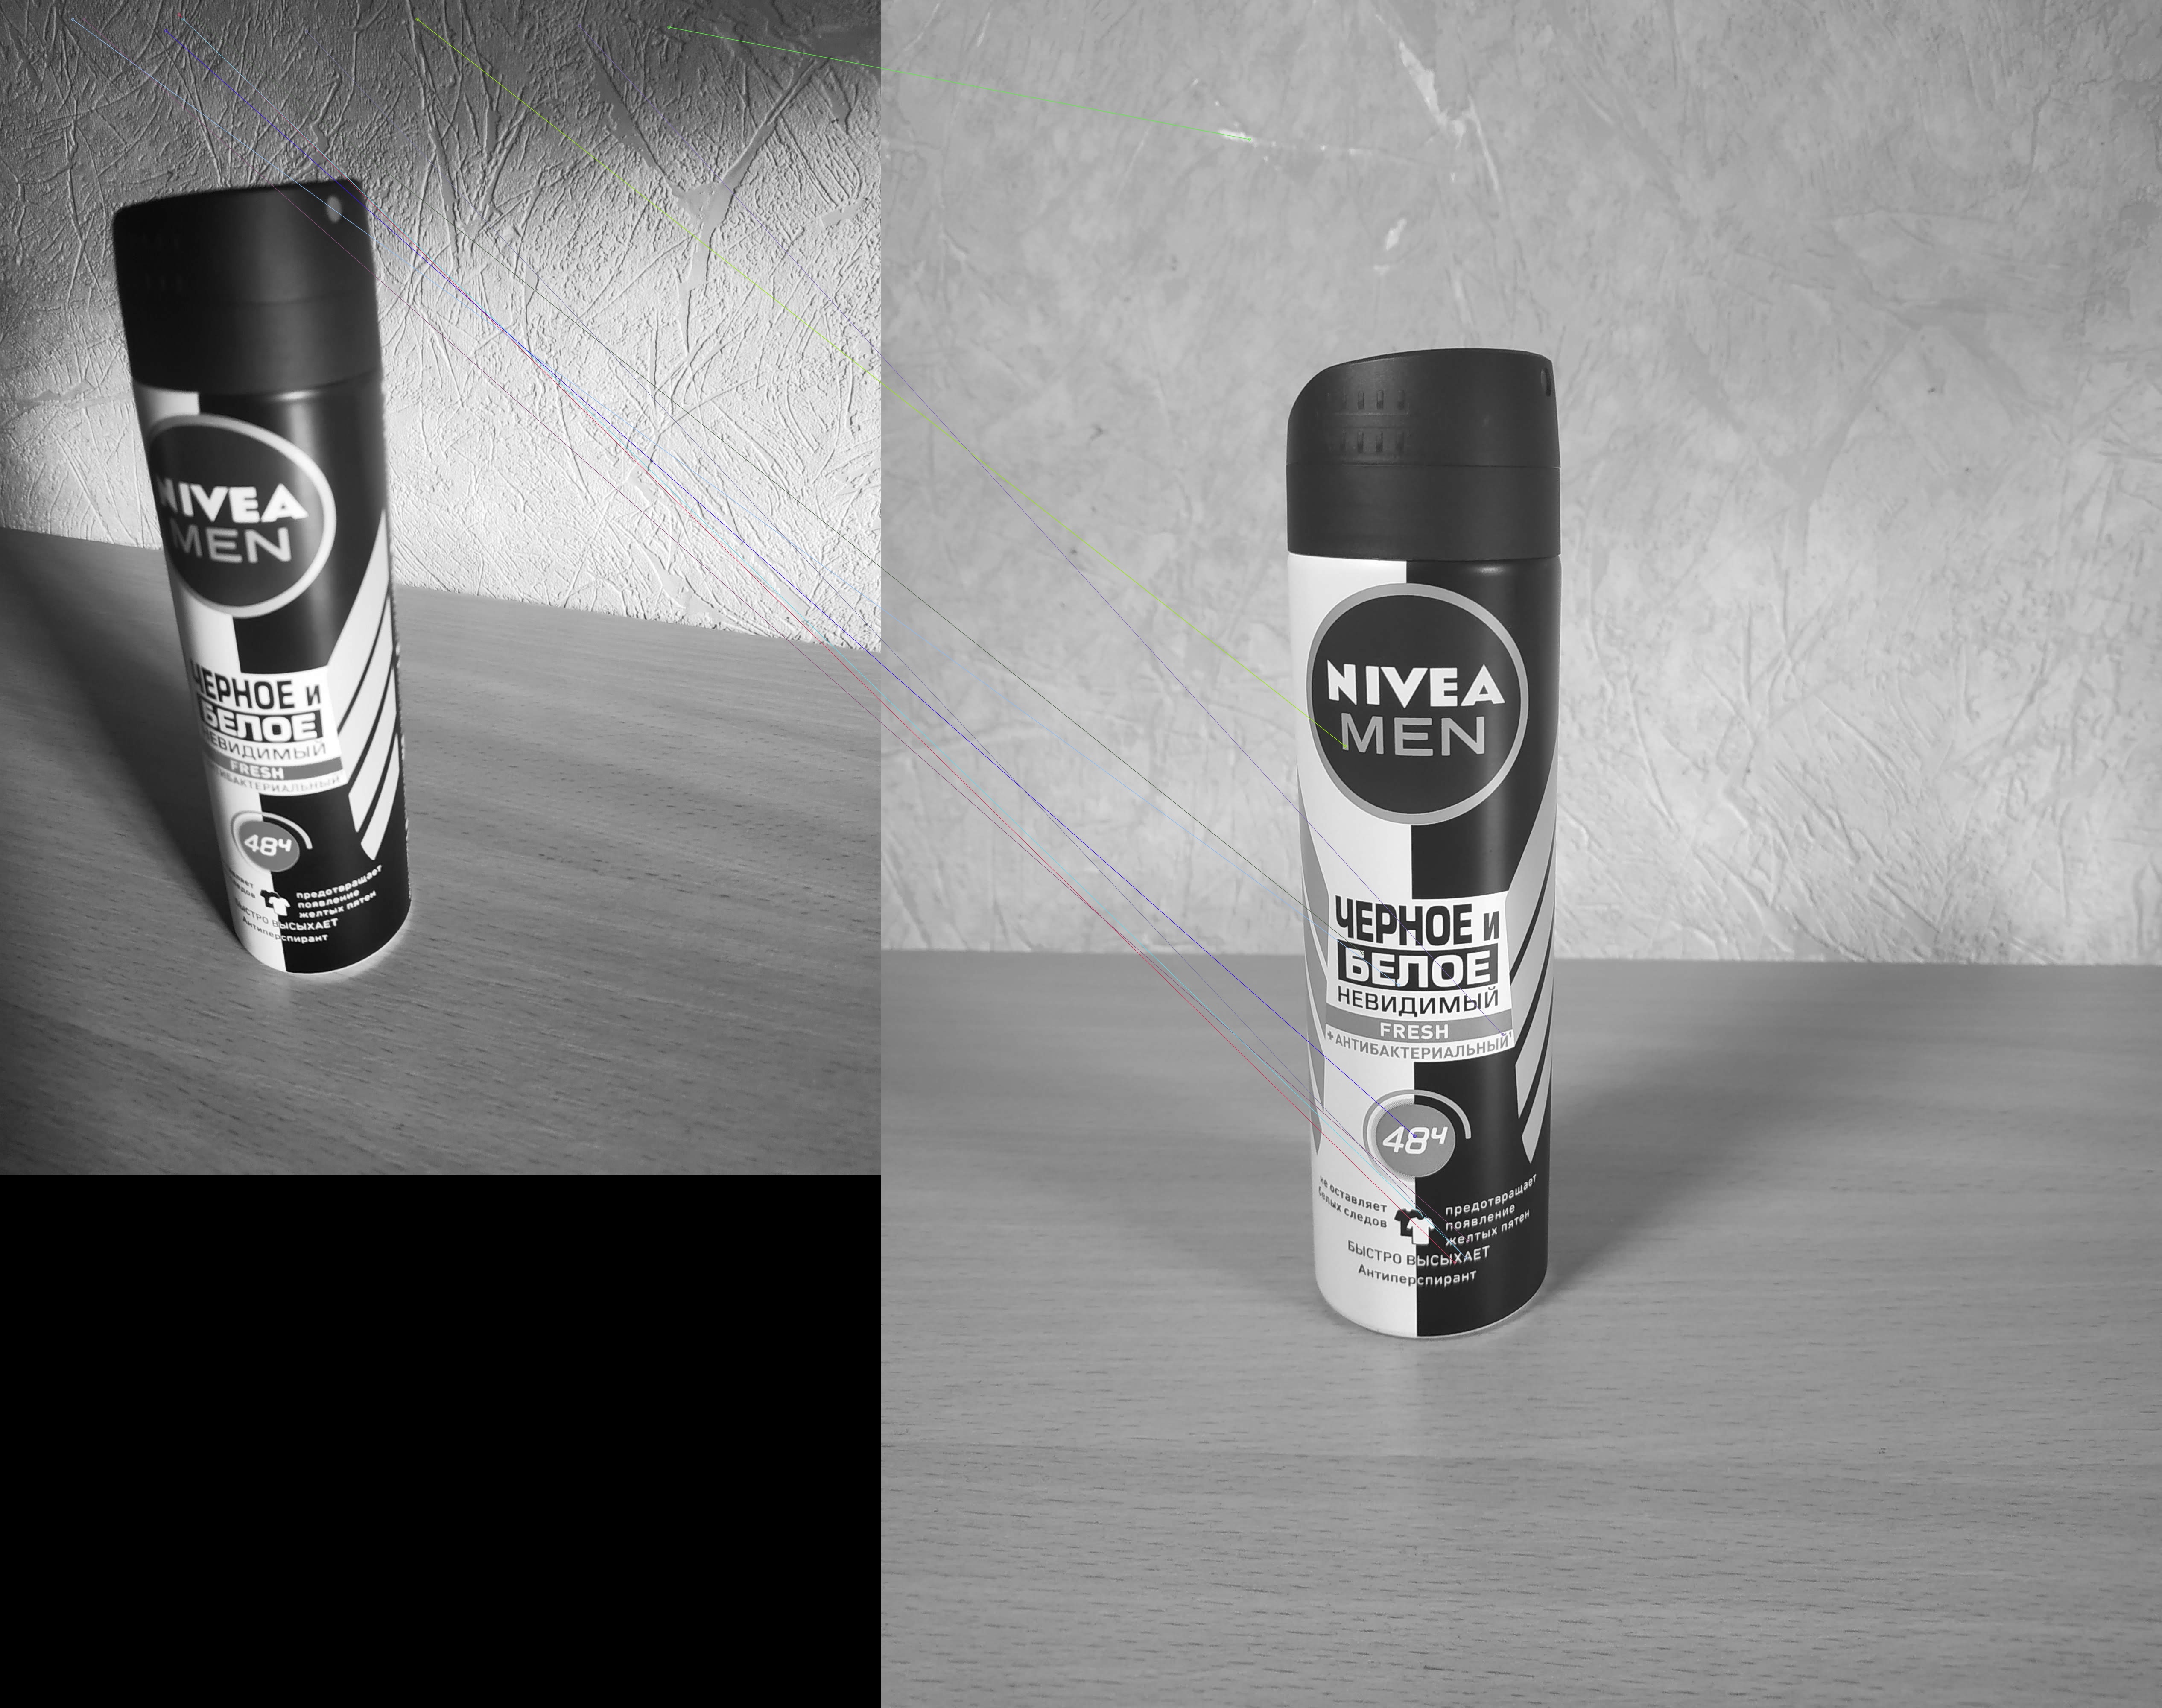 NIVEA
MEN
ЧЕРНОЕ и
БЕЛОЕ
НЕВИДИМЫЙ
FRESH
48ч
предотвращает
появление
желтых пятен
БЫСТРО ВЫСЫХАЕТ
Антиперспирант
NIVEA
MEN
ЧЕРНОЕ и
БЕЛОЕ
НЕВИДИМЫЙ
FRESH
+ АНТИБАКТЕРИАЛЬНЫЙ
48ч
не оставляет
белых следов
предотвращает
появление
желтых пятен
БЫСТРО ВЫСЫХАЕТ
Антиперспирант